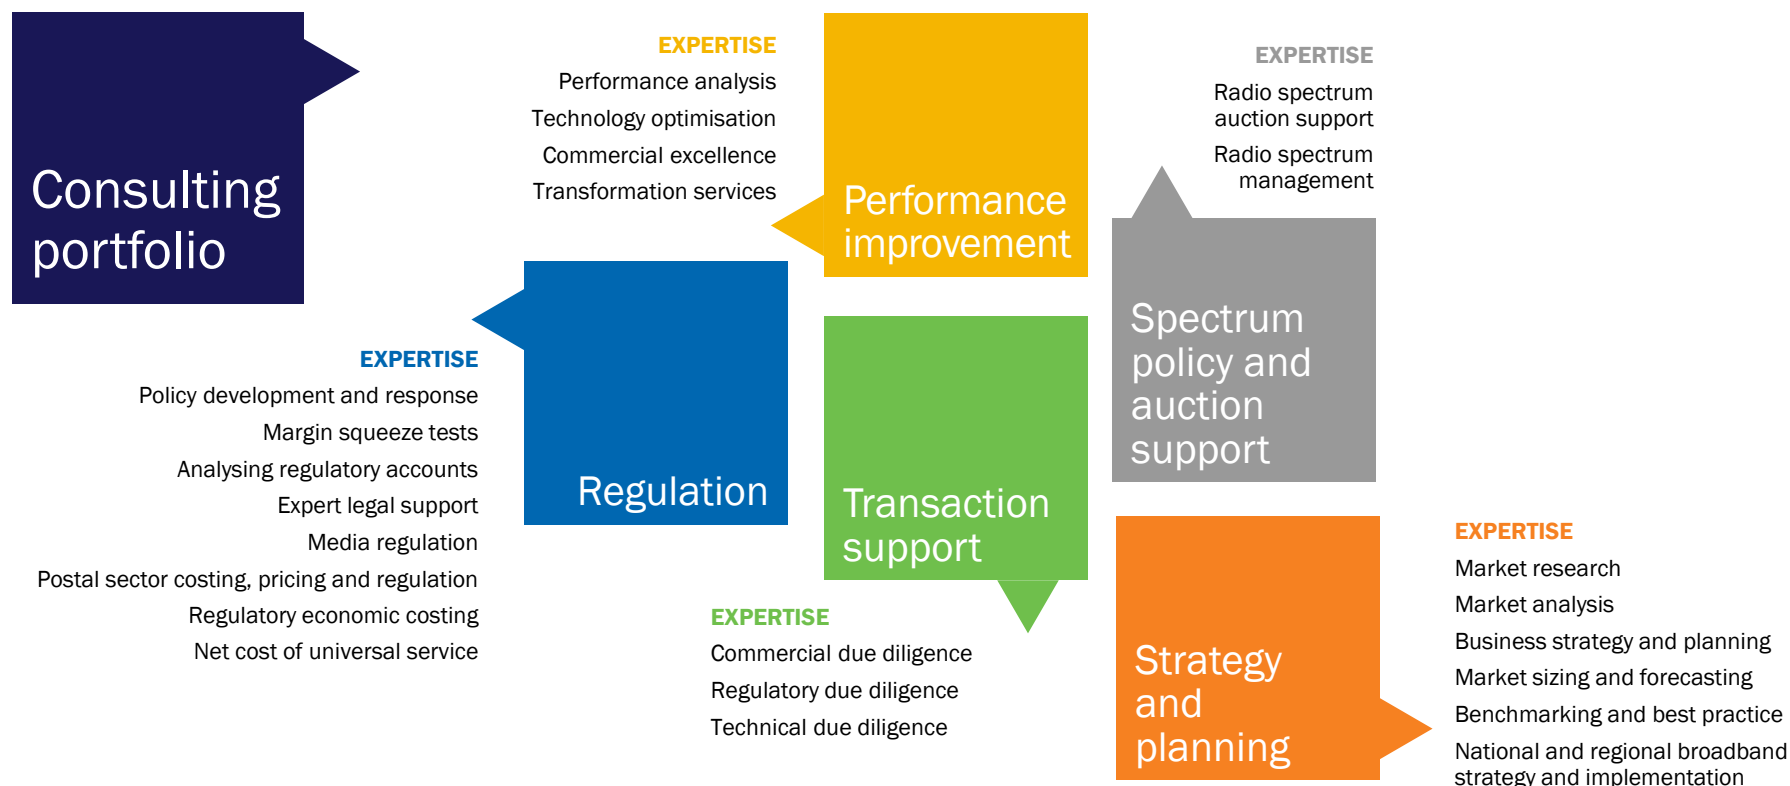 Consulting
portfolio
EXPERTISE
Performance analysis
Technology optimisation
Commercial excellence
Transformation services
Performance
improvement
EXPERTISE
Radio spectrum
auction support
Radio spectrum
management
Spectrum
policy and
auction
support
EXPERTISE
Policy development and response
Margin squeeze tests
Analysing regulatory accounts
Expert legal support
Media regulation
Postal sector costing, pricing and regulation
Regulatory economic costing
Net cost of universal service
Regulation
Transaction
support
EXPERTISE
Commercial due diligence
Regulatory due diligence
Technical due diligence
Strategy
and
planning
EXPERTISE
Market research
Market analysis
Business strategy and planning
Market sizing and forecasting
Benchmarking and best practice
National and regional broadband
strategy and implementation